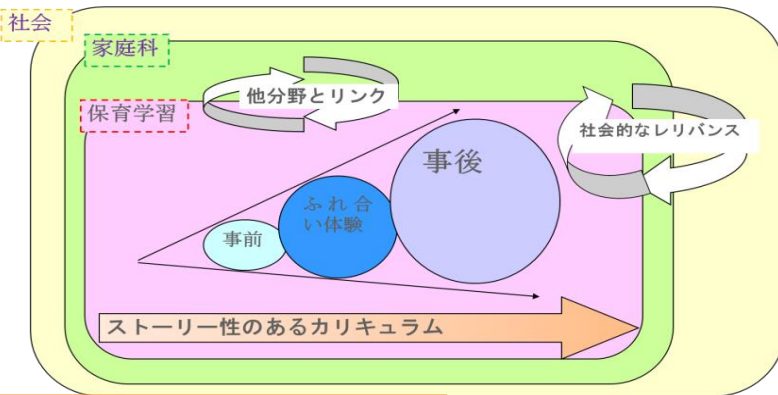 社会
家庭科
他分野とリンク
保育学習
社会的なレリバンス
事後
ふれ合
い体験
事前
ストーリー性のあるカリキュラム